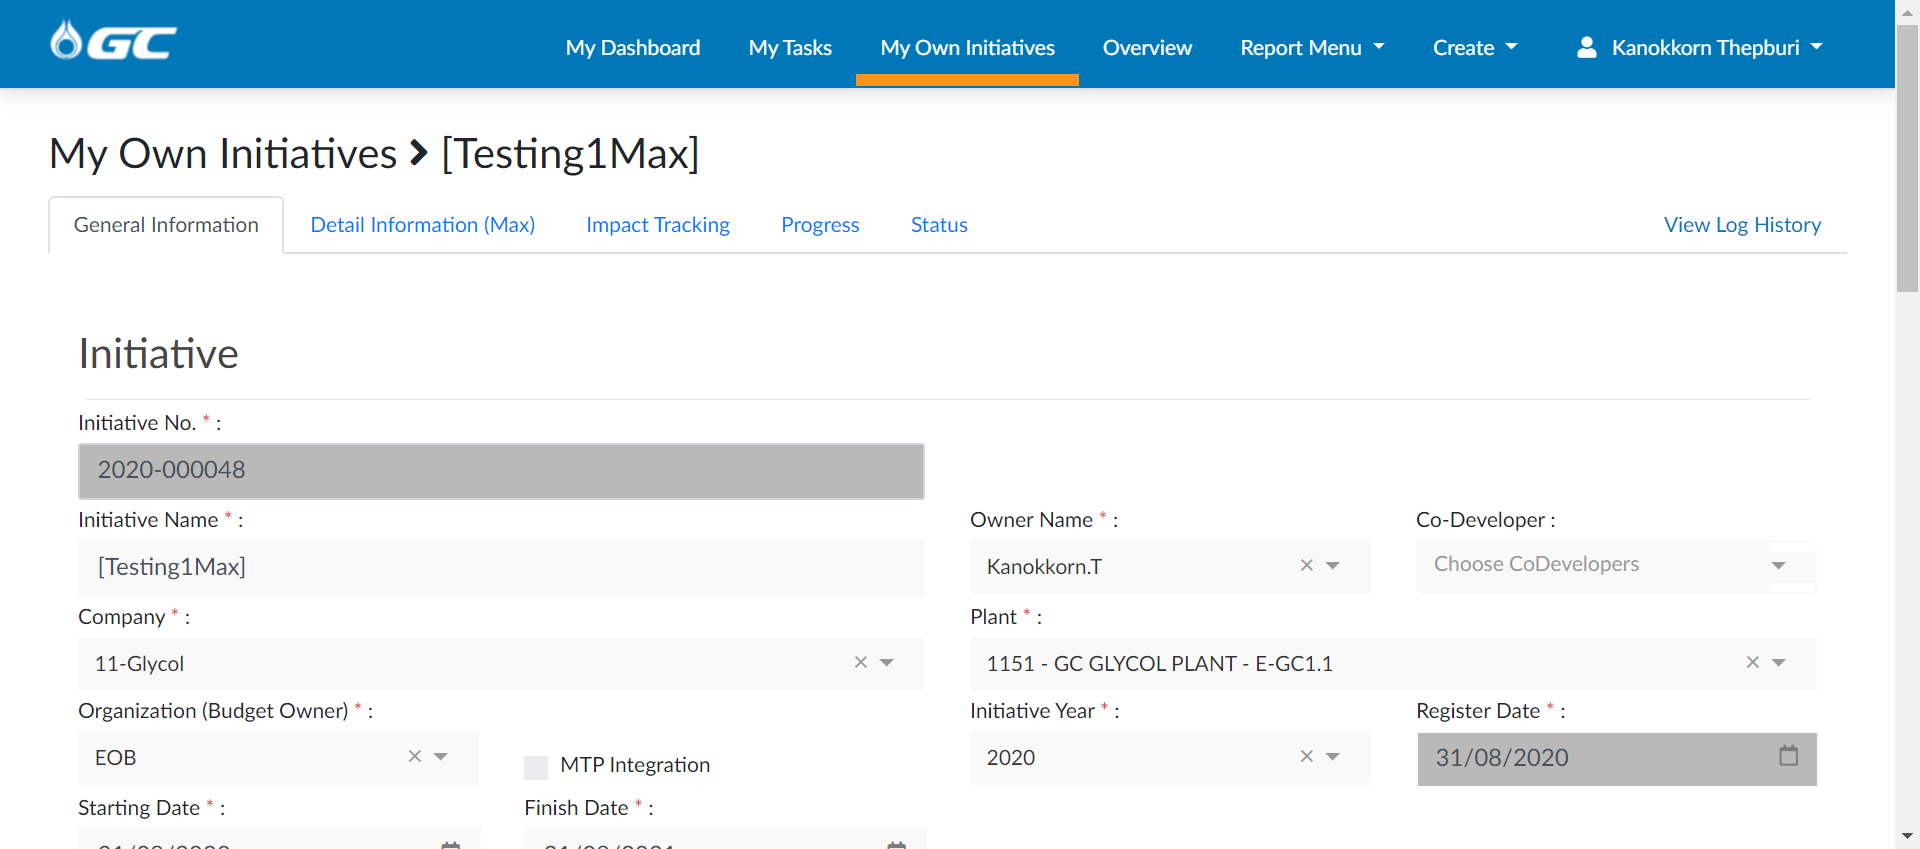 GC
My Dashboard My Tasks My Own Initiatives Overview Report Menu Create Kanokkorn Thepburi
My Own Initiatives > [Testing1Max]
General Information Detail Information (Max) Impact Tracking Progress Status View Log History
Initiative
Initiative No. * :
2020-000048
Initiative Name * : Owner Name * : Co-Developer :
[Testing1Max] Kanokkorn.T × Choose CoDevelopers
Company * : Plant * :
11-Glycol × 1151 - GC GLYCOL PLANT - E-GC1.1 ×
Organization (Budget Owner) * : Initiative Year * : Register Date * :
EOB × MTP Integration 2020 × 31/08/2020
Starting Date * : Finish Date * :